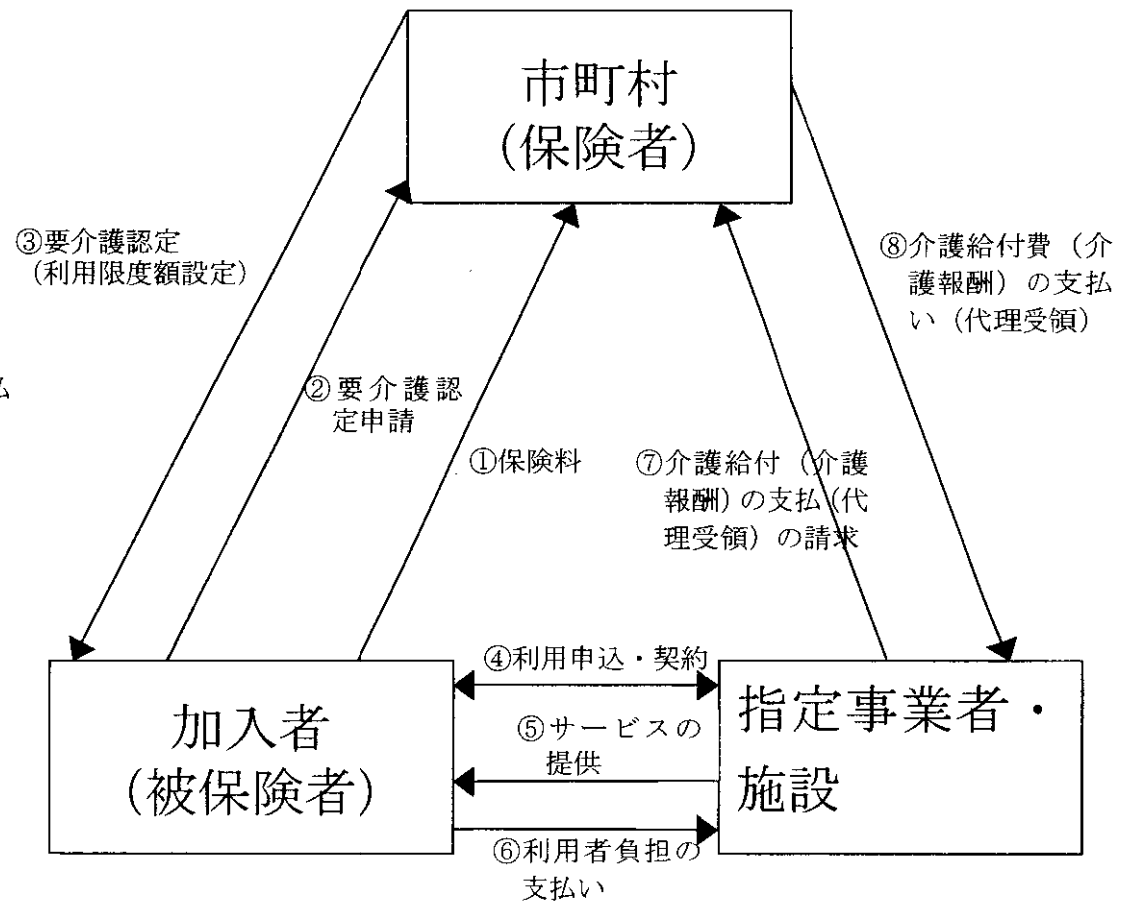 市町村
(保険者)
③要介護認定
(利用限度額設定)
⑧介護給付費（介
護報酬）の支払
い（代理受領）
払
②要介護認
定申請
①保険料
⑦介護給付（介護
報酬）の支払（代
理受領）の請求
④利用申込・契約
加入者
(被保険者)
⑤サービスの
提供
指定事業者・
施設
⑥利用者負担の
支払い